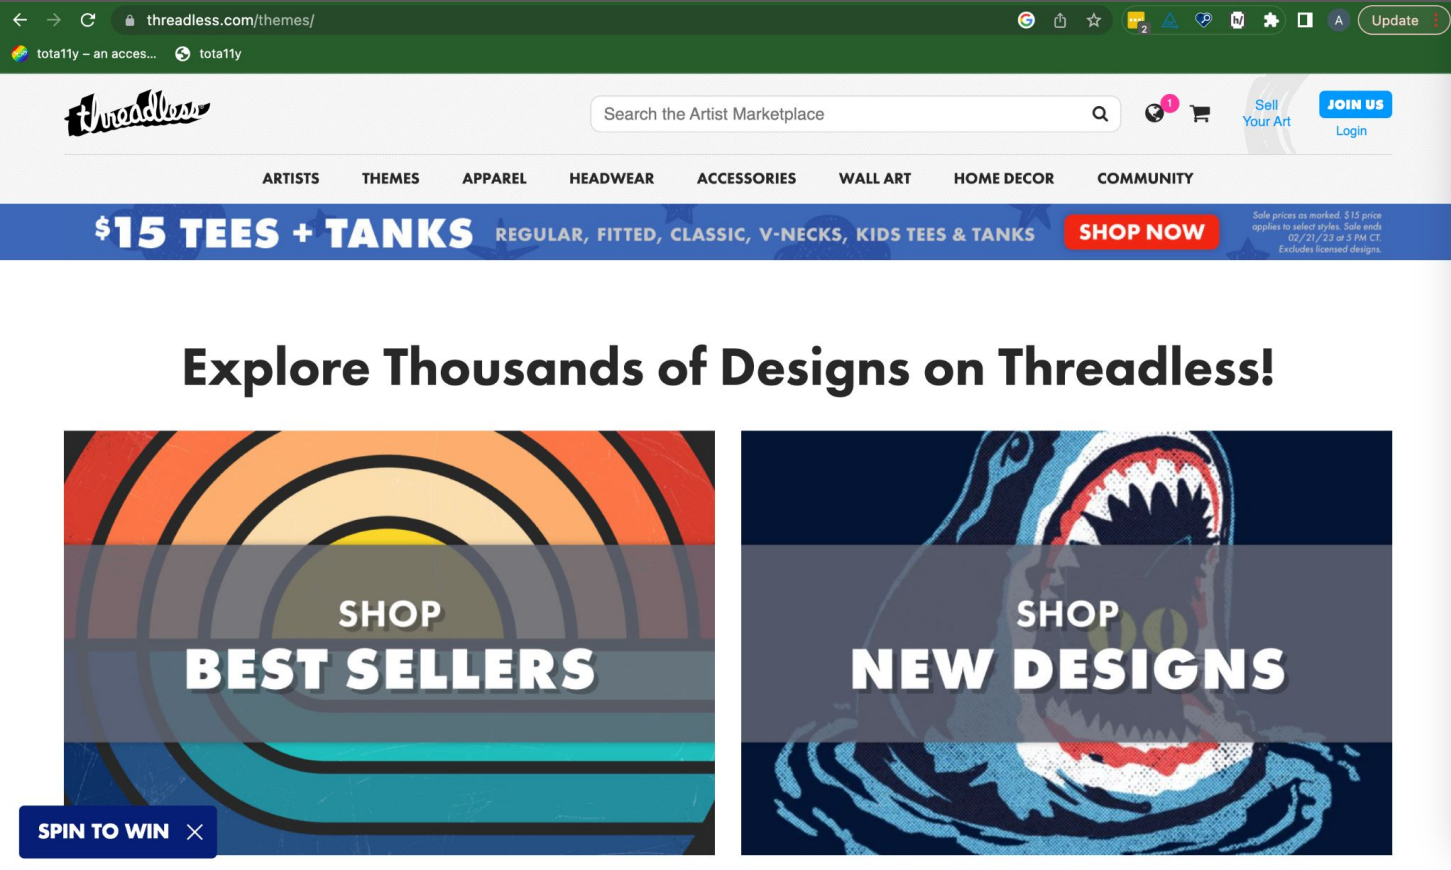 threadless.com/themes/
2
A
Update
tota11y – an acces...
tota11y
threadless
Search the Artist Marketplace
1
Sell
Your Art
JOIN US
Login
ARTISTS THEMES APPAREL HEADWEAR ACCESSORIES WALL ART HOME DECOR COMMUNITY
$15 TEES + TANKS REGULAR, FITTED, CLASSIC, V-NECKS, KIDS TEES & TANKS SHOP NOW
Sale prices as marked. $15 price
applies to select styles. Sale ends
02/21/23 at 5 PM CT.
Excludes licensed designs.
Explore Thousands of Designs on Threadless!
SHOP
BEST SELLERS
SHOP
NEW DESIGNS
SPIN TO WIN